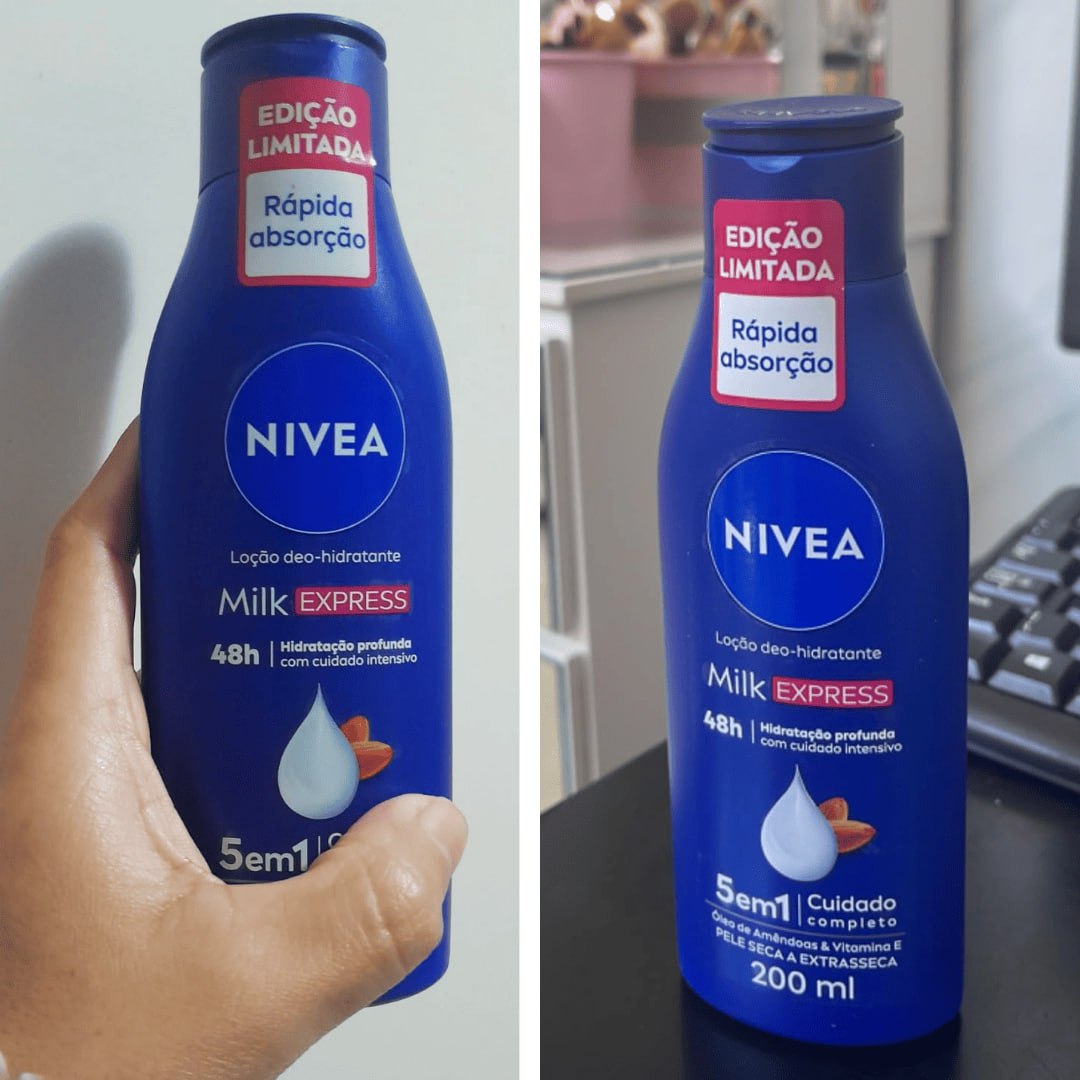 EDIÇÃO
LIMITADA
Rápida
absorção
NIVEA
Loção deo-hidratante
Milk EXPRESS
48h | Hidratação profunda
com cuidado intensivo
5em1
EDIÇÃO
LIMITADA
Rápida
absorção
NIVEA
Loção deo-hidratante
Milk EXPRESS
48h | Hidratação profunda
com cuidado intensivo
5em1 | Cuidado
completo
Óleo de Amêndoas & Vitamina E
PELE SECA A EXTRASSECA
200 ml